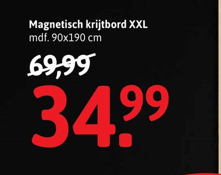 Magnetisch krijtbord XXL
mdf. 90x190 cm
69,99
34.99